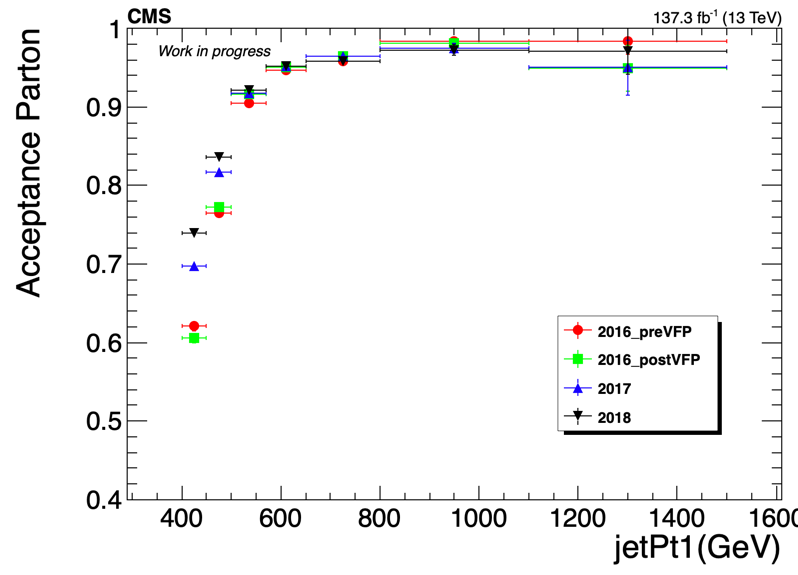 CMS
137.3 fb⁻¹ (13 TeV)
Work in progress
Acceptance Parton
1
0.9
0.8
0.7
0.6
0.5
0.4
2016_preVFP
2016_postVFP
2017
2018
400 600 800 1000 1200 1400 1600
jetPt1(GeV)